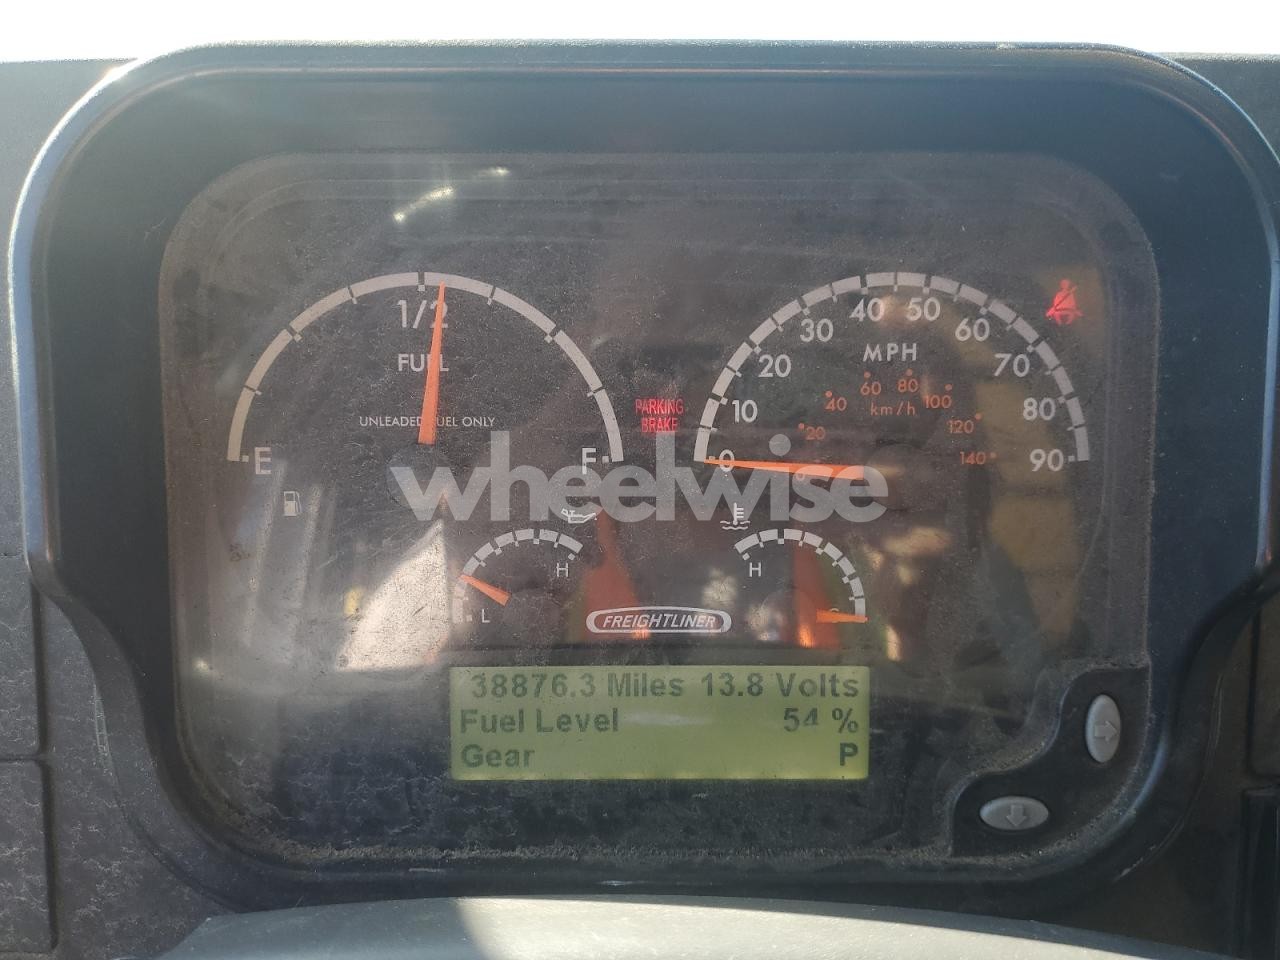 1/2
FUEL
UNLEADED FUEL ONLY
E
F
PARKING
BRAKE
0
10
20
30
40
50
60
70
80
90
MPH
20
40
60
80
100
120
140
km/h
wheelwise
H
L
H
FREIGHTLINER
38876.3 Miles 13.8 Volts
Fuel Level 54 %
Gear P